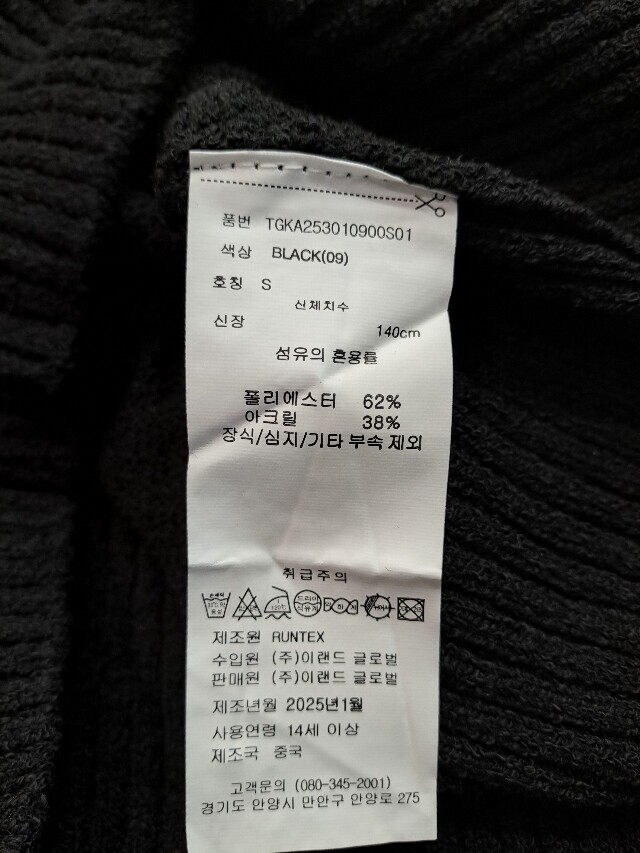 품번 TGKA253010900S01
색상 BLACK(09)
호칭 S
신체치수
신장 140cm
섬유의 혼용률
폴리에스터 62%
아크릴 38%
장식/심지/기타 부속 제외
취급주의
제조원 RUNTEX
수입원 (주)이랜드 글로벌
판매원 (주)이랜드 글로벌
제조년월 2025년1월
사용연령 14세 이상
제조국 중국
고객문의 (080-345-2001)
경기도 안양시 만안구 안양로 275